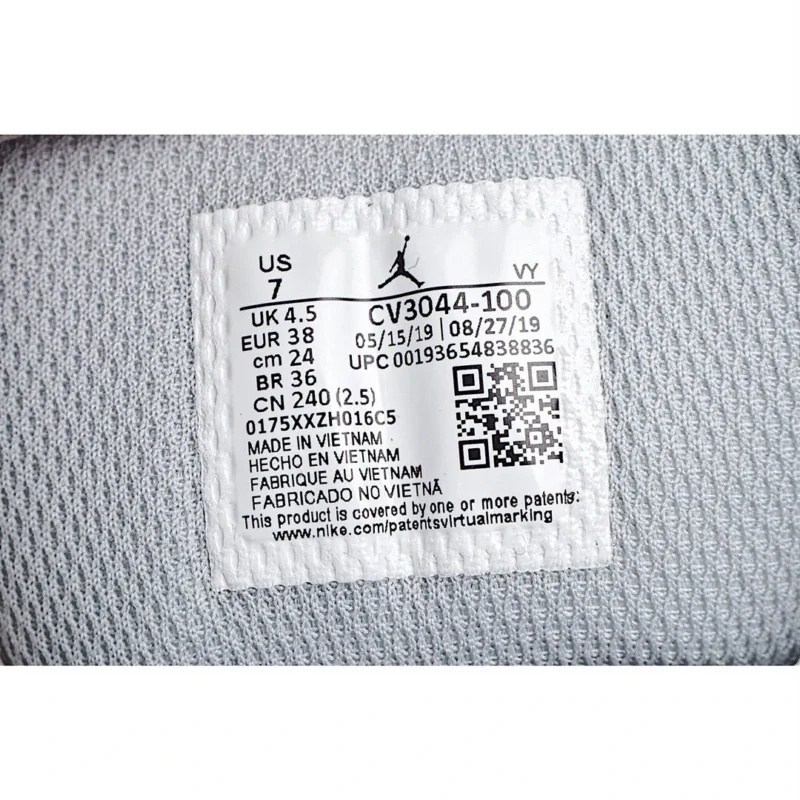 US
7
VY
UK 4.5
EUR 38
cm 24
BR 36
CN 240 (2.5)
CV3044-100
05/15/19 | 08/27/19
UPC 00193654838836
0175XXZH016C5
MADE IN VIETNAM
HECHO EN VIETNAM
FABRIQUE AU VIETNAM
FABRICADO NO VIETNÃ
This product is covered by one or more patents:
www.nike.com/patentsvirtualmarking